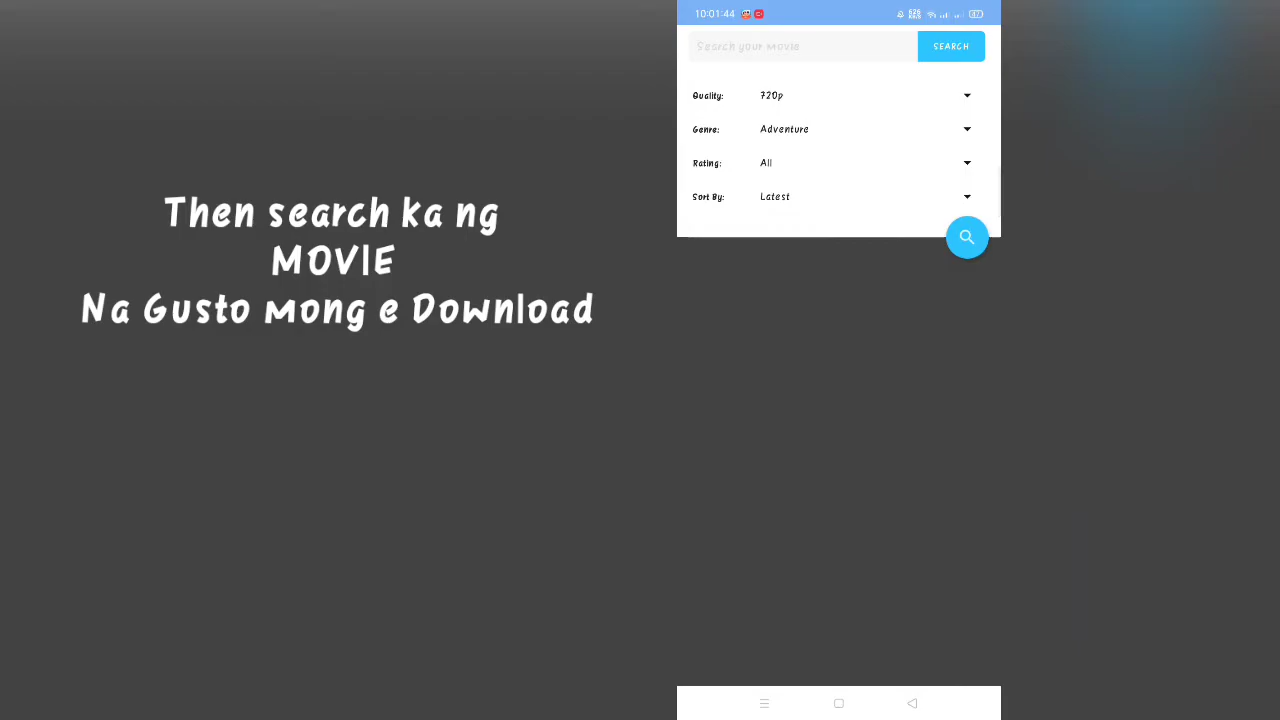 Then search ka ng
MOVIE
Na Gusto mong e Download
10:01:44
Search your movie
SEARCH
Quality: 720p
Genre: Adventure
Rating: All
Sort By: Latest